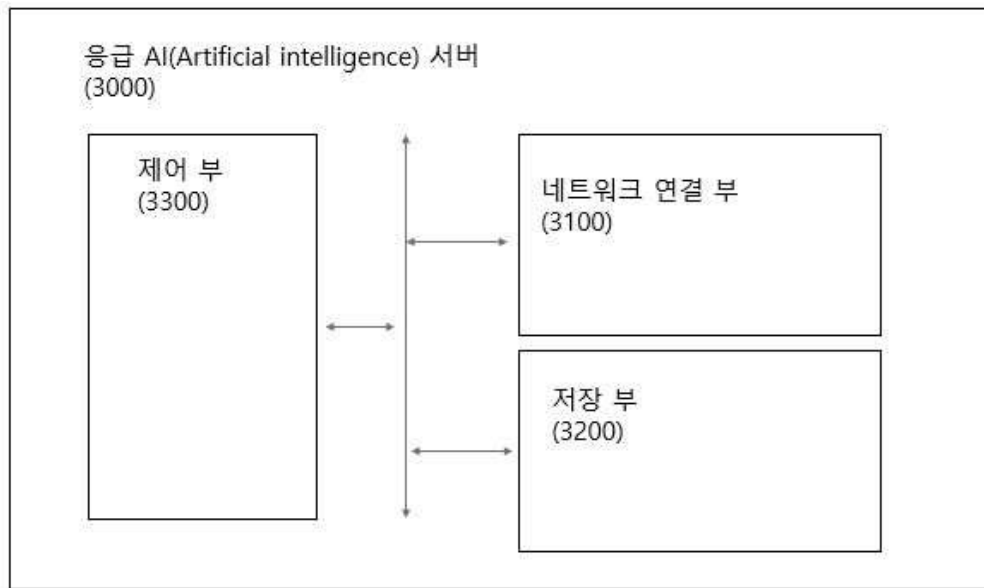 응급 AI(Artificial intelligence) 서버
(3000)
제어 부
(3300)
네트워크 연결 부
(3100)
저장 부
(3200)